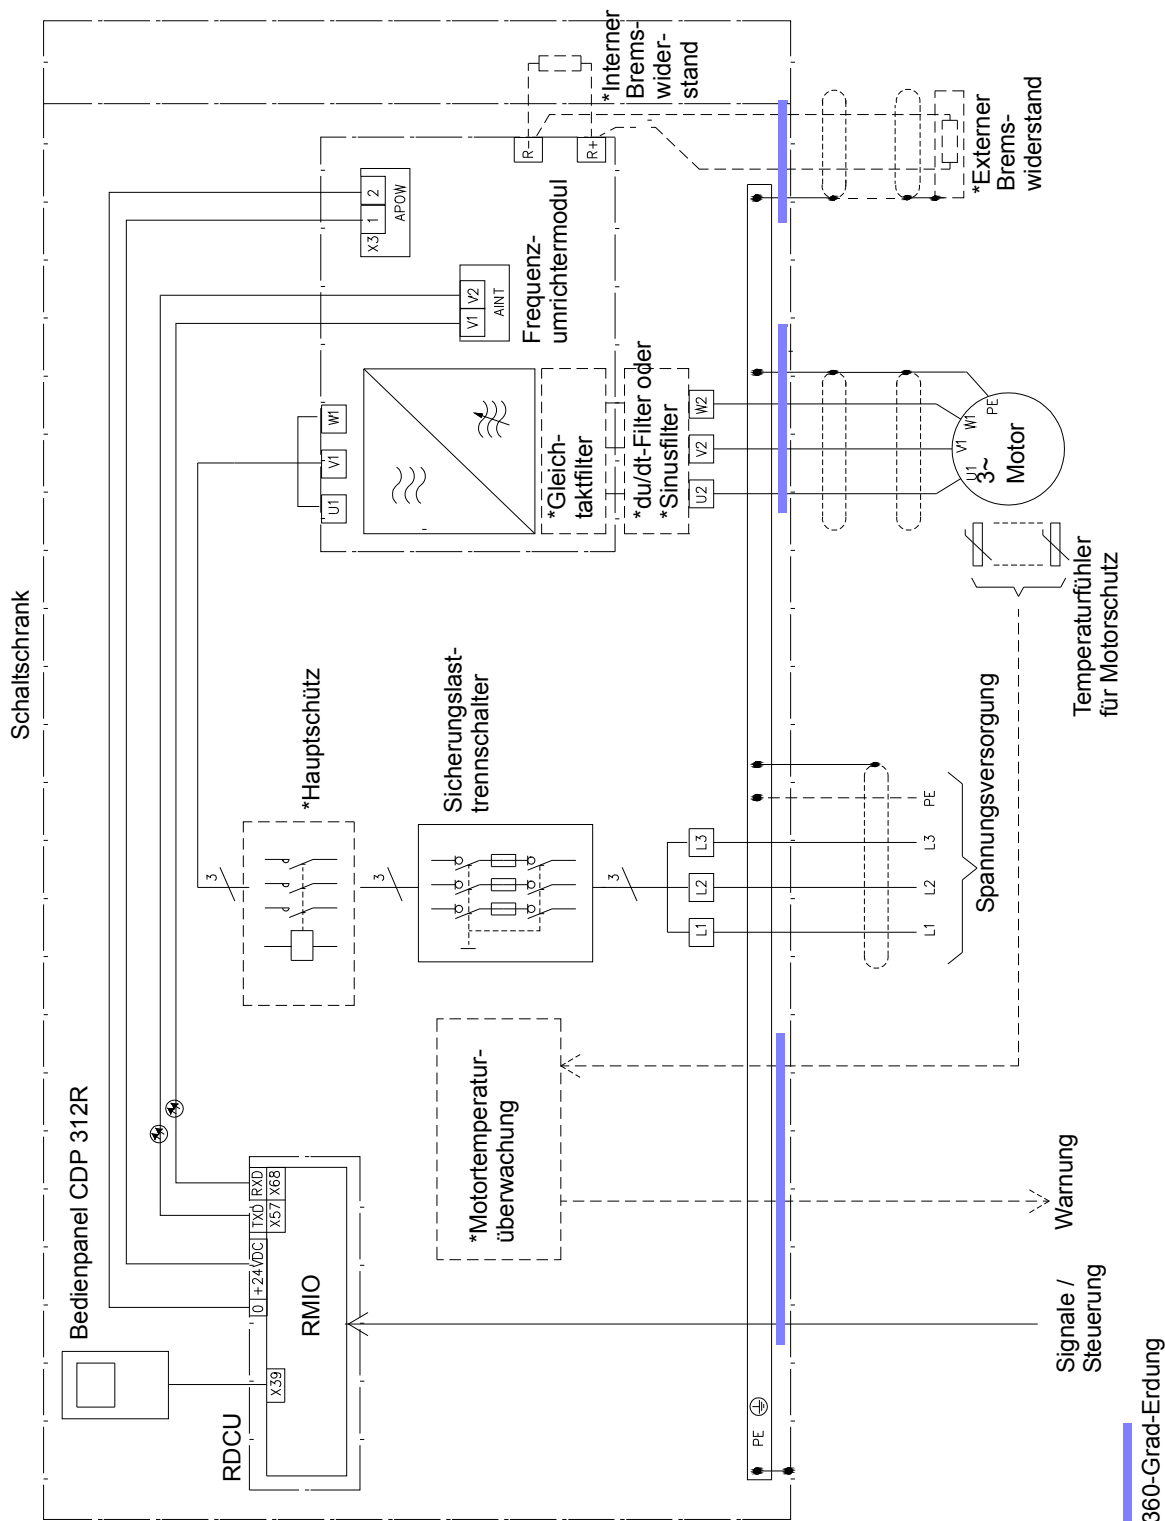 Schaltschrank
Bedienpanel CDP 312R
RDCU
X39
RMIO
0
+24VDC
TXD
RXD
X57
X68
*Motortemperatur-
überwachung
3
*Hauptschütz
3
Sicherungslast-
trennschalter
3
L1
L2
L3
U1
V1
W1
*Gleich-
taktfilter
*du/dt-Filter oder
*Sinusfilter
U2
V2
W2
Frequenz-
umrichtermodul
V1
V2
AINT
X3
1
2
APOW
R-
R+
*Interner
Brems-
wider-
stand
PE
Signale /
Steuerung
Warnung
L1
L2
L3
PE
Spannungsversorgung
Temperaturfühler
für Motorschutz
U1
V1
W1
PE
3~
Motor
*Externer
Brems-
widerstand
360-Grad-Erdung